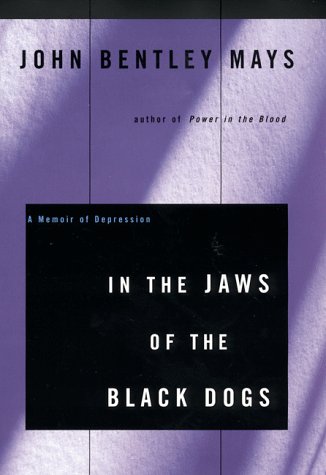 JOHN BENTLEY MAYS
author of Power in the Blood
A Memoir of Depression
IN THE JAWS
OF THE
BLACK DOGS